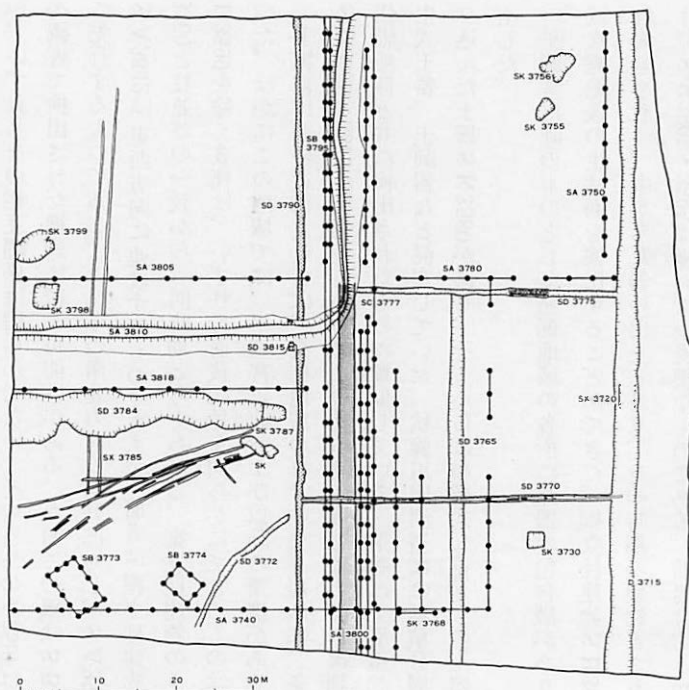 SK 3756
SK 3755
SB
3795
SD 3790
SA 3750
SK 3799
SA 3805
SA 3780
SK 3798
SC 3777
SD 3775
SA 3810
SD 3815
SA 3818
SK 3720
SD 3784
SK 3787
SD 3765
SX 3785
SK
SD 3770
SB 3773
SB 3774
SD 3772
SK 3730
D 3715
SA 3740
SA 3800
SK 3768
0 10 20 30 M